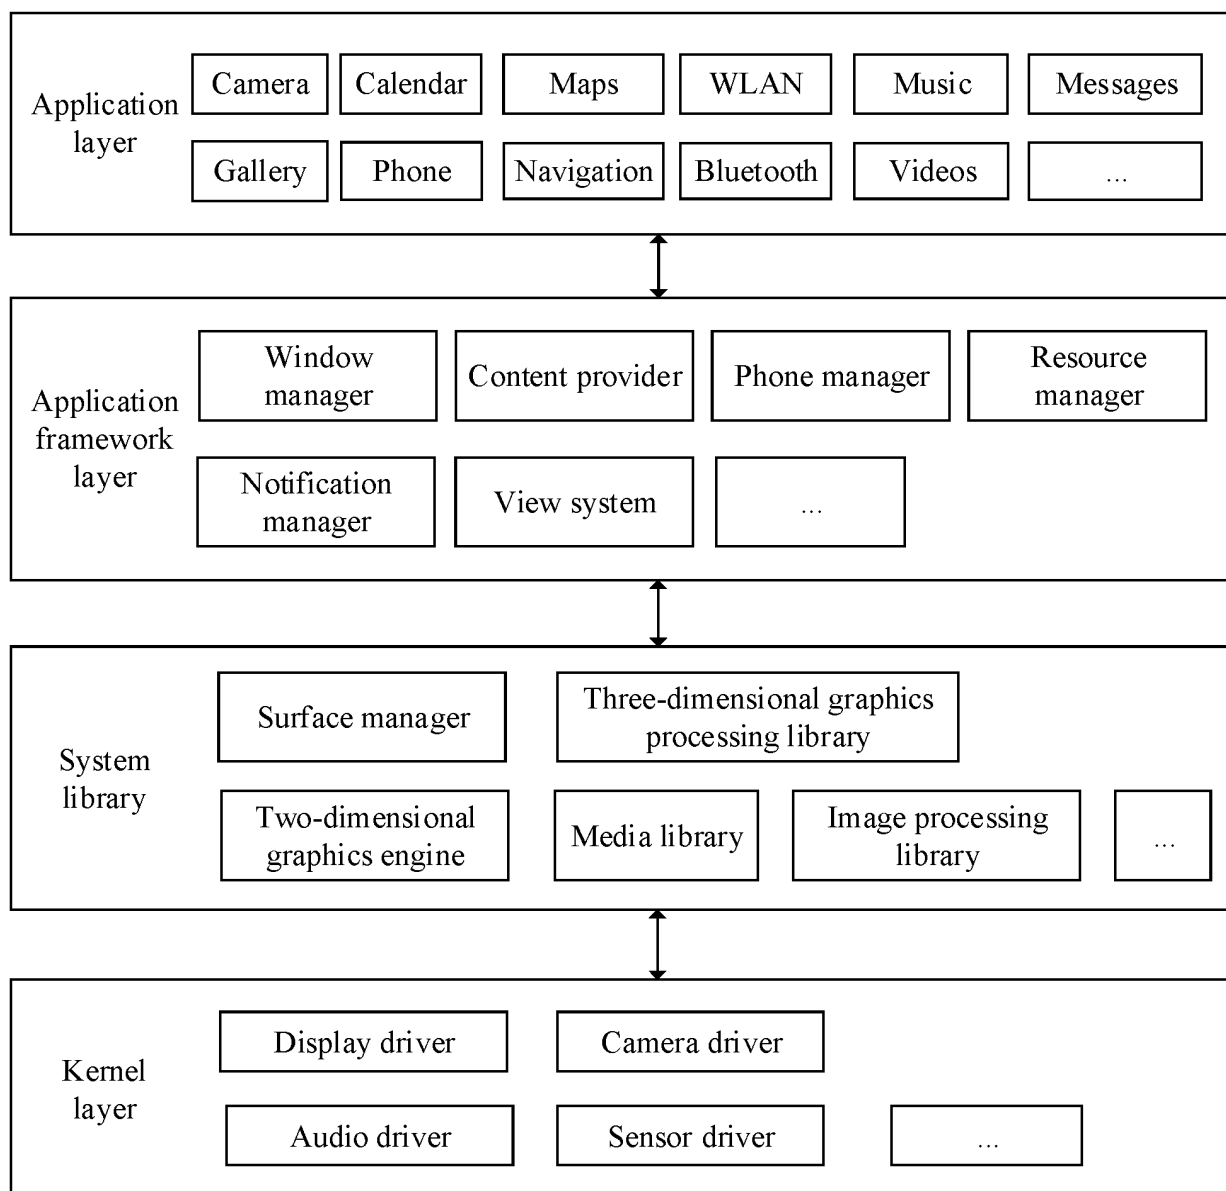 Application
layer
Camera
Calendar
Maps
WLAN
Music
Messages
Gallery
Phone
Navigation
Bluetooth
Videos
...
Application
framework
layer
Window
manager
Content provider
Phone manager
Resource
manager
Notification
manager
View system
...
System
library
Surface manager
Three-dimensional graphics
processing library
Two-dimensional
graphics engine
Media library
Image processing
library
...
Kernel
layer
Display driver
Camera driver
Audio driver
Sensor driver
...